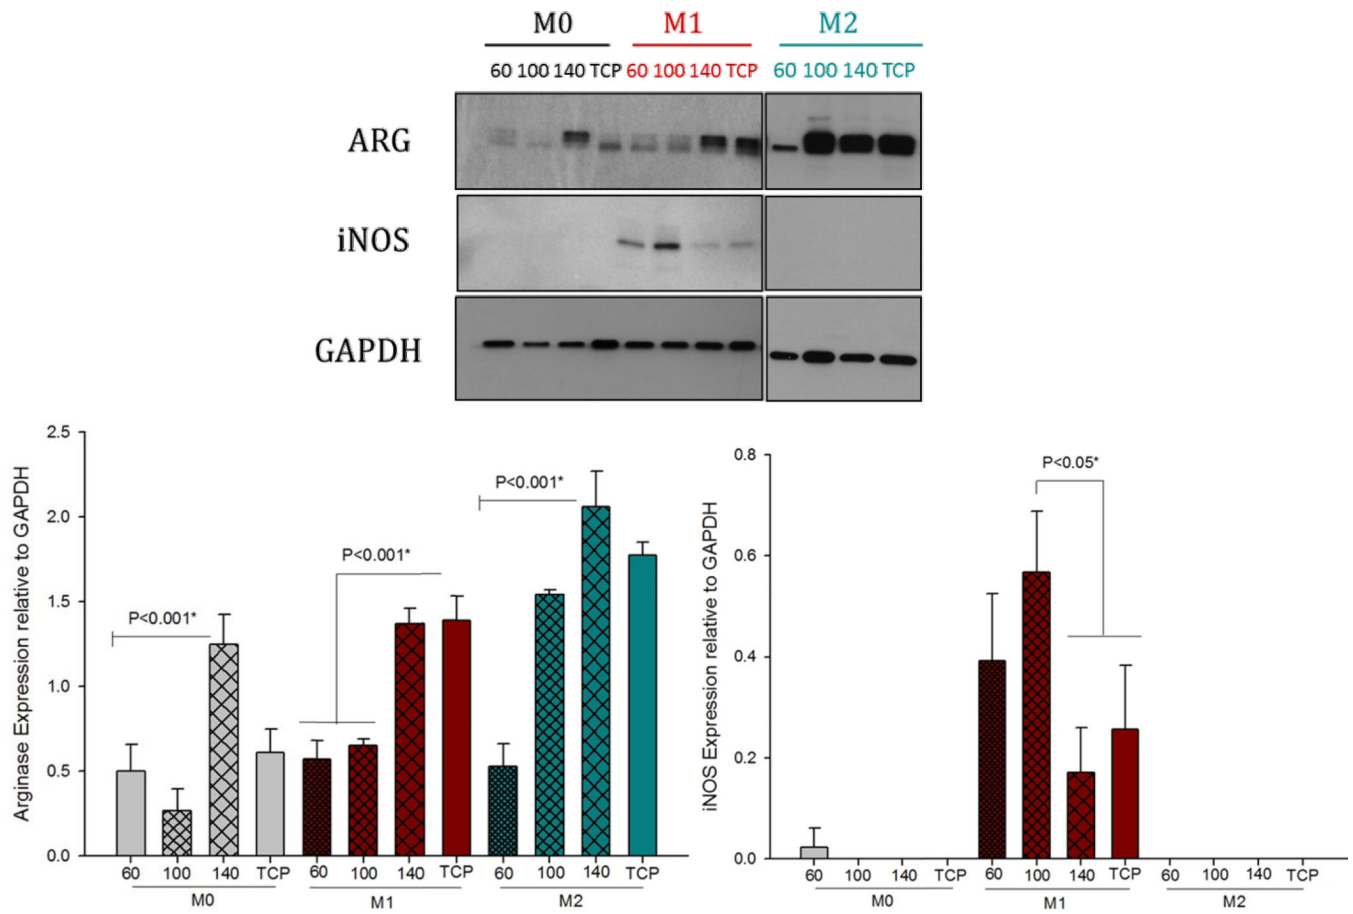 M0 M1 M2
60 100 140 TCP 60 100 140 TCP 60 100 140 TCP
ARG
iNOS
GAPDH
Arginase Expression relative to GAPDH
2.5
2.0
1.5
1.0
0.5
0.0
P<0.001*
P<0.001*
P<0.001*
60 100 140 TCP 60 100 140 TCP 60 100 140 TCP
M0 M1 M2
iNOS Expression relative to GAPDH
0.8
0.6
0.4
0.2
0.0
P<0.05*
60 100 140 TCP 60 100 140 TCP 60 100 140 TCP
M0 M1 M2